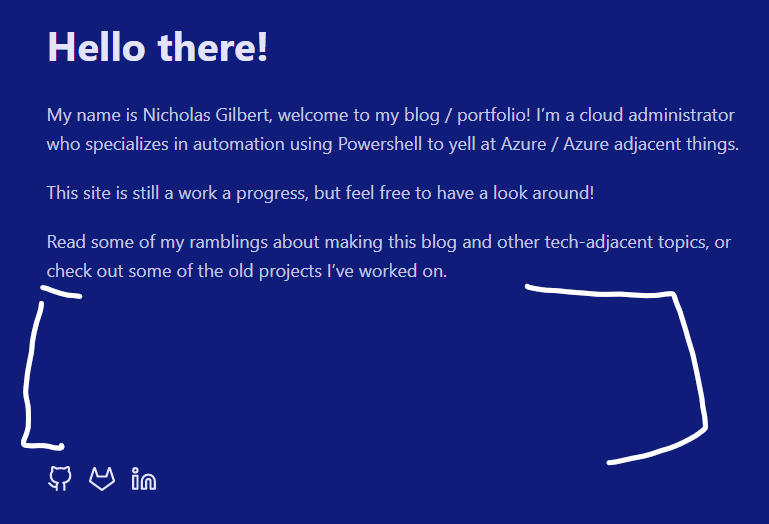 Hello there!
My name is Nicholas Gilbert, welcome to my blog / portfolio! I’m a cloud administrator
who specializes in automation using Powershell to yell at Azure / Azure adjacent things.
This site is still a work a progress, but feel free to have a look around!
Read some of my ramblings about making this blog and other tech-adjacent topics, or
check out some of the old projects I’ve worked on.
in